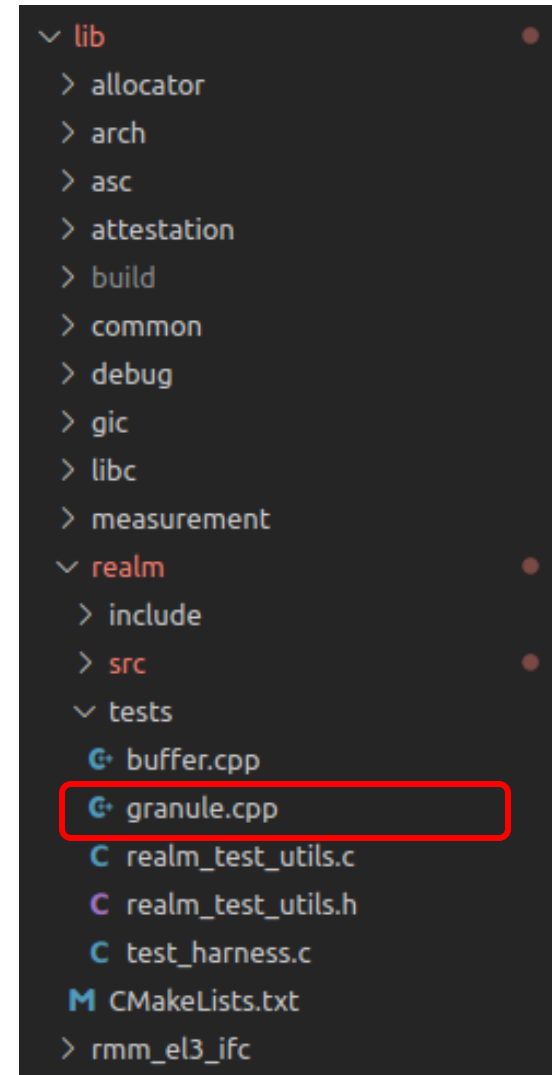 lib
allocator
arch
asc
attestation
build
common
debug
gic
libc
measurement
realm
include
src
tests
buffer.cpp
granule.cpp
C realm_test_utils.c
C realm_test_utils.h
C test_harness.c
M CMakeLists.txt
rmm_el3_ifc